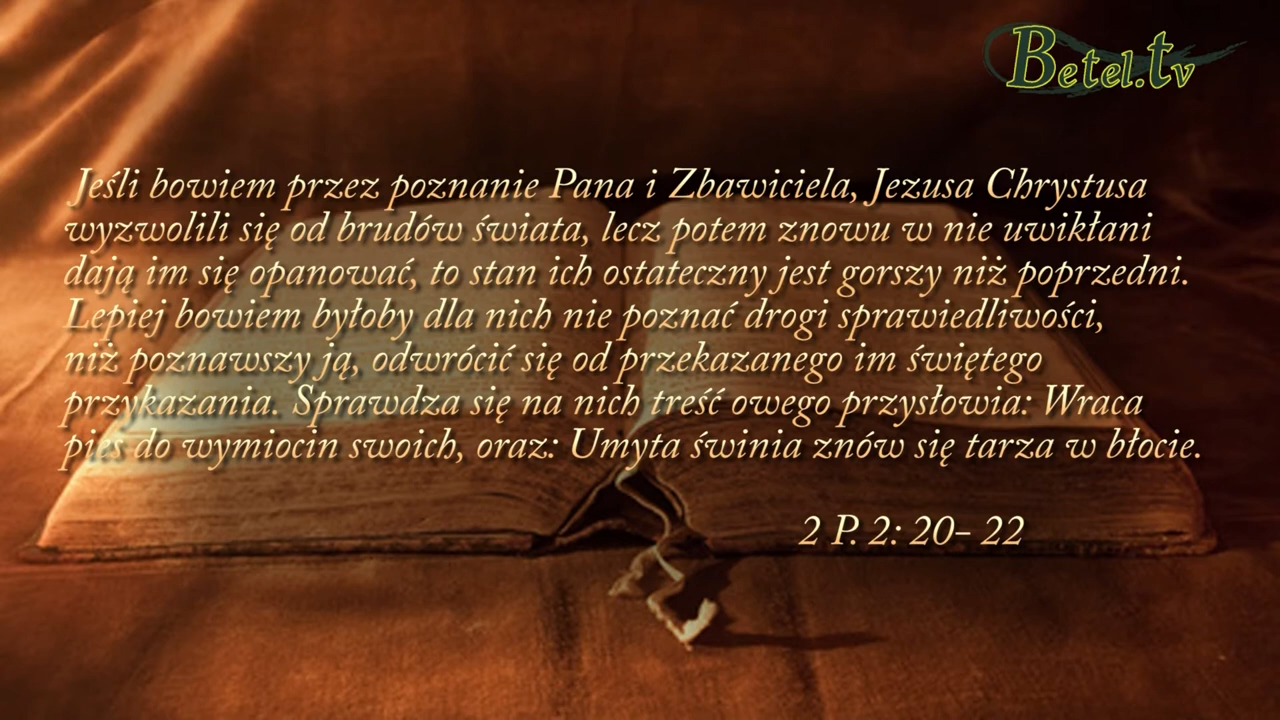 Betel.tv
Jeśli bowiem przez poznanie Pana i Zbawiciela, Jezusa Chrystusa
wyzwolili się od brudów świata, lecz potem znowu w nie uwikłani
dają im się opanować, to stan ich ostateczny jest gorszy niż poprzedni.
Lepiej bowiem byłoby dla nich nie poznać drogi sprawiedliwości,
niż poznawszy ją, odwrócić się od przekazanego im świętego
przykazania. Sprawdza się na nich treść owego przysłowia: Wraca
pies do wymiocin swoich, oraz: Umyta świnia znów się tarza w błocie.
2 P. 2: 20- 22